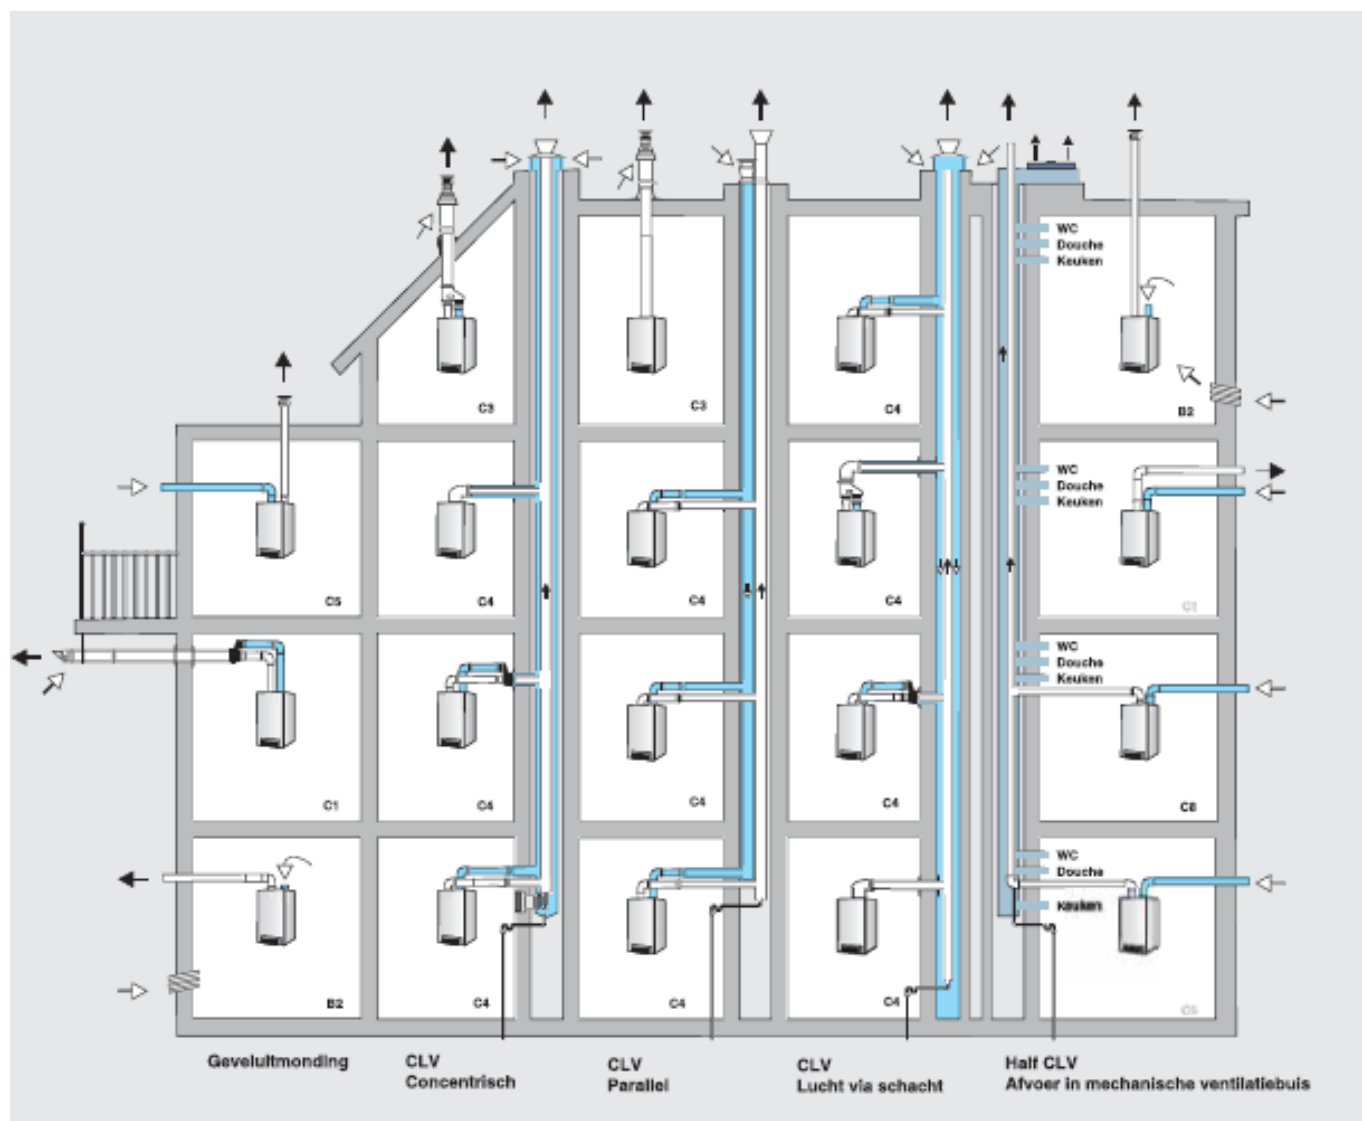 WC
Douche
Keuken
C3
C3
C4
B2
WC
Douche
Keuken
C5
C4
C4
C4
WC
Douche
Keuken
C1
C4
C4
C4
C8
WC
Douche
Keuken
B2
C4
C4
C4
Geveluitmonding
CLV
Concentrisch
CLV
Parallel
CLV
Lucht via schacht
Half CLV
Afvoer in mechanische ventilatiebuis